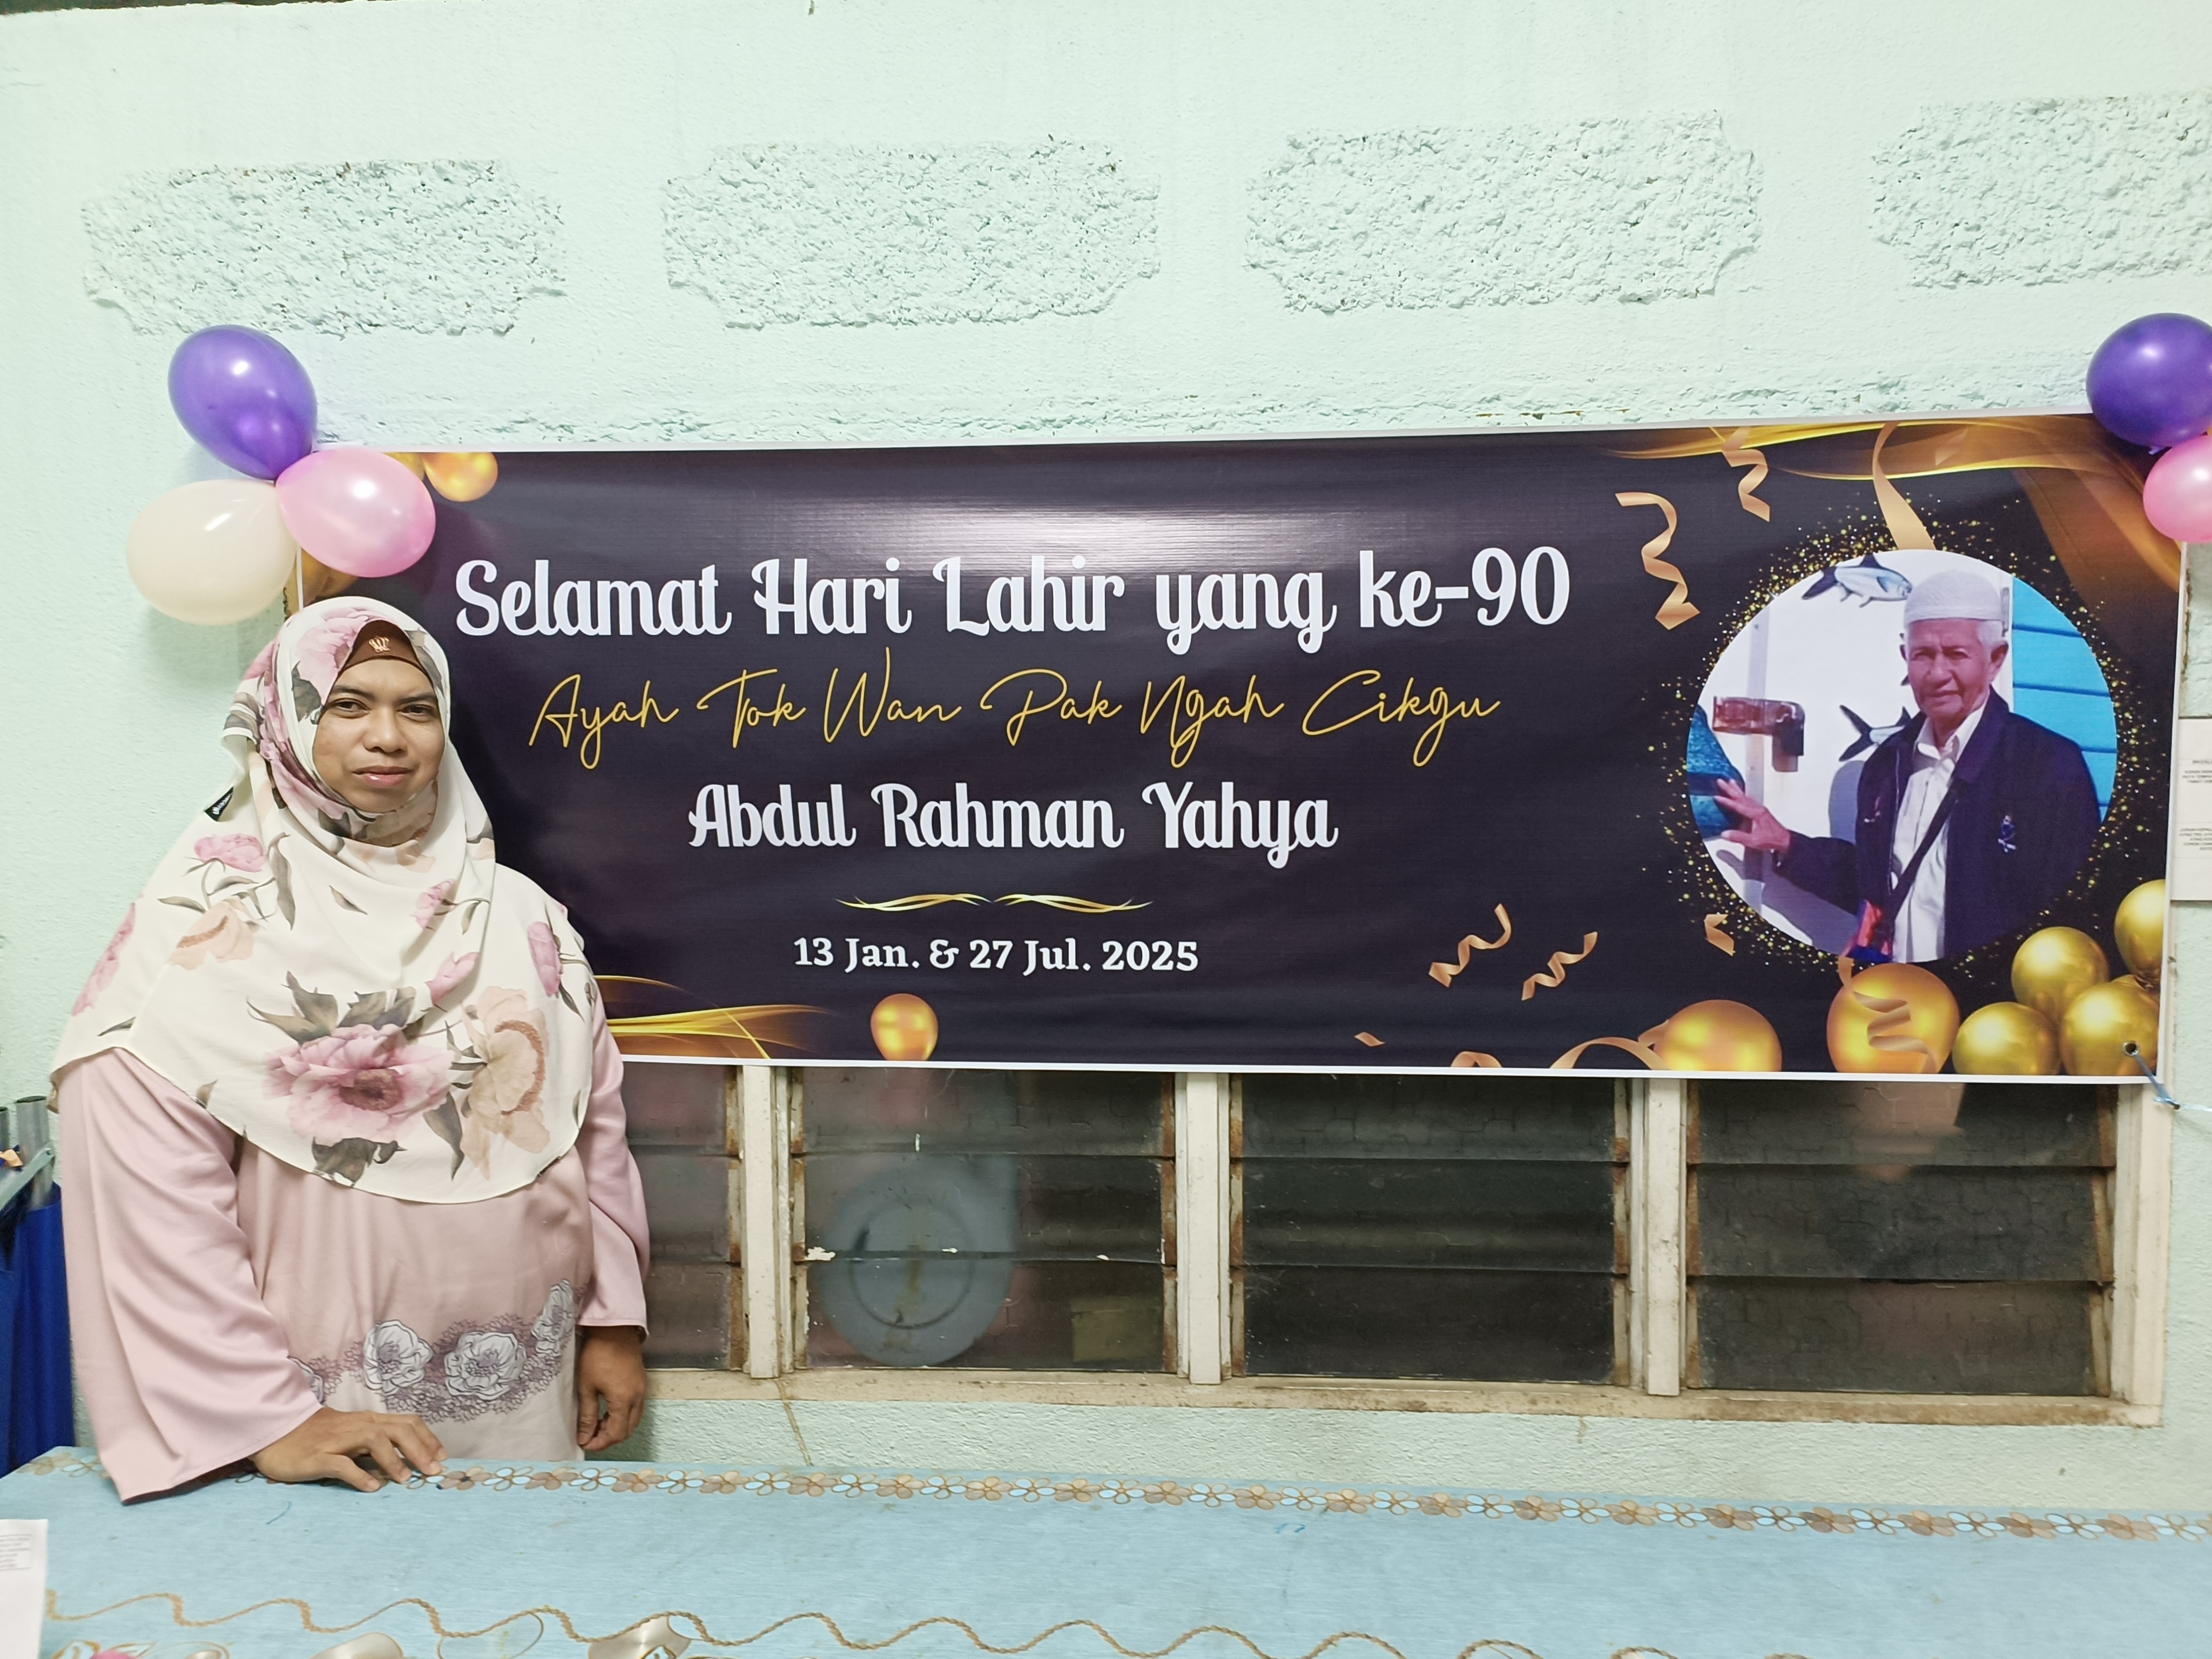 Selamat Hari Lahir yang ke-90
Ayah Tok Wan Pak Ngah Cikgu
Abdul Rahman Yahya
13 Jan. & 27 Jul. 2025